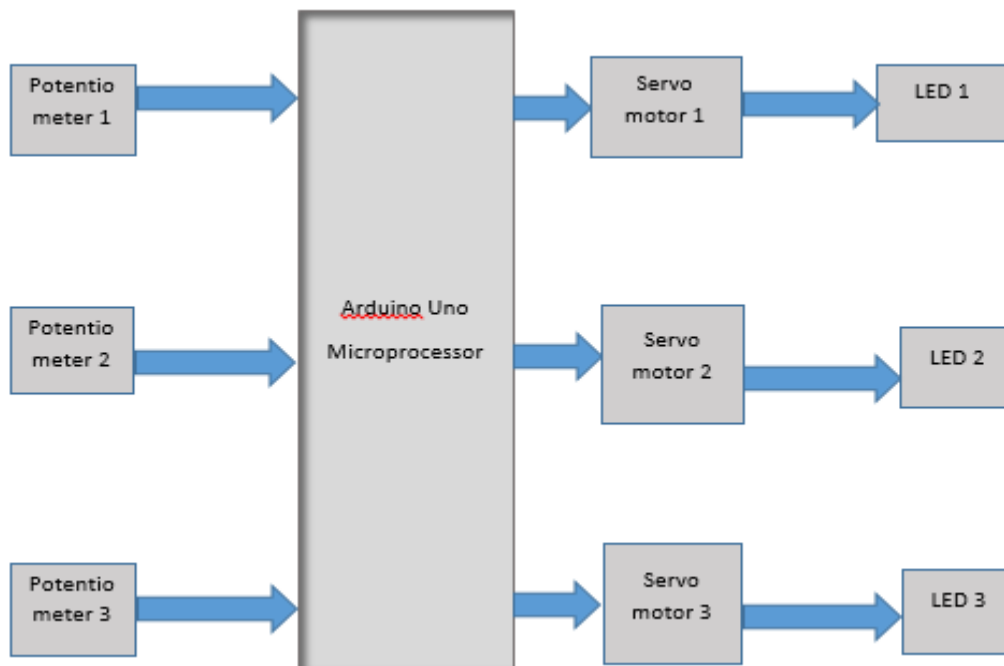 Potentio
meter 1
Servo
motor 1
LED 1
Arduino Uno
Microprocessor
Potentio
meter 2
Servo
motor 2
LED 2
Potentio
meter 3
Servo
motor 3
LED 3